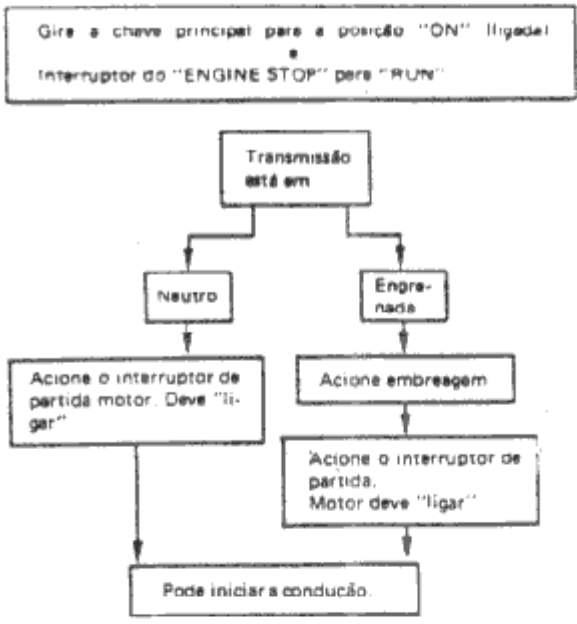 Gire a chave principal para a posição "ON" (ligada)
e
Interruptor do "ENGINE STOP" para "RUN"
Transmissão
está em
Neutro
Engre-
nada
Acione o interruptor de
partida motor. Deve "li-
gar"
Acione embreagem
Acione o interruptor de
partida.
Motor deve "ligar"
Pode iniciar a condução.